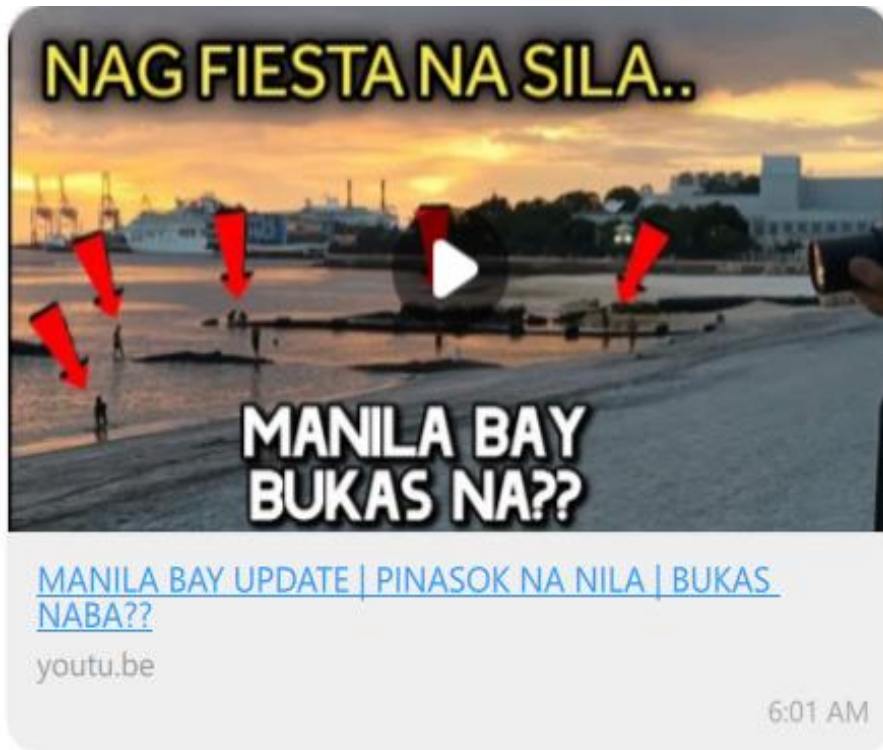 NAG FIESTA NA SILA..
MANILA BAY
BUKAS NA??
MANILA BAY UPDATE | PINASOK NA NILA | BUKAS
NABA??
youtu.be
6:01 AM